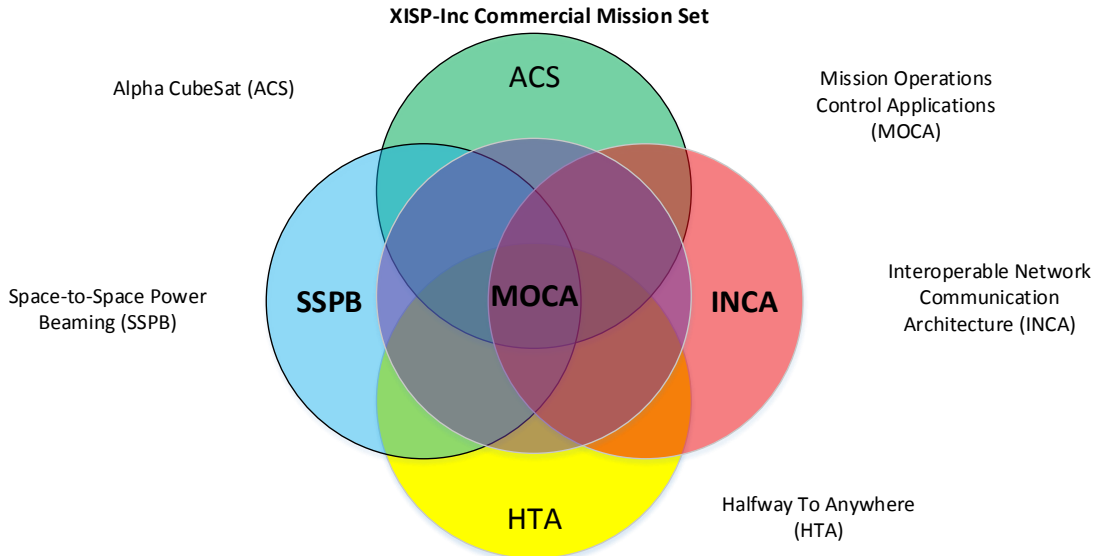 XISP-Inc Commercial Mission Set
ACS
Alpha CubeSat (ACS)
Mission Operations
Control Applications
(MOCA)
Space-to-Space Power
Beaming (SSPB)
SSPB
MOCA
INCA
Interoperable Network
Communication
Architecture (INCA)
HTA
Halfway To Anywhere
(HTA)